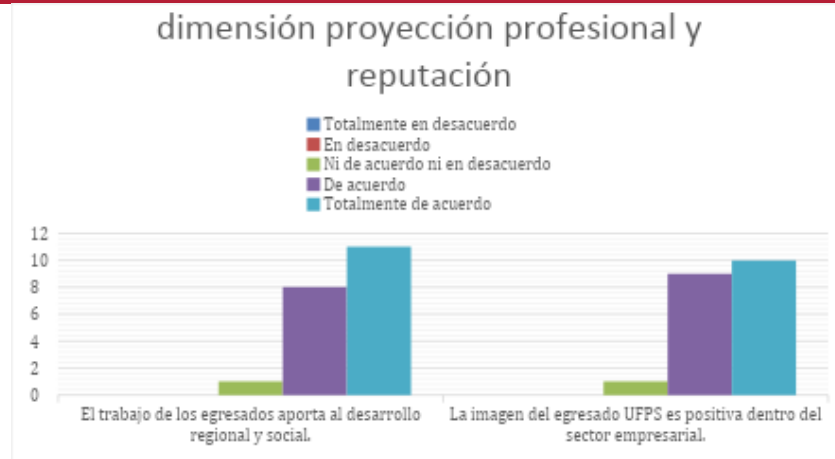 dimensión proyección profesional y
reputación
Totalmente en desacuerdo
En desacuerdo
Ni de acuerdo ni en desacuerdo
De acuerdo
Totalmente de acuerdo
12
10
8
6
4
2
0
El trabajo de los egresados aporta al desarrollo
regional y social.
La imagen del egresado UFPS es positiva dentro del
sector empresarial.